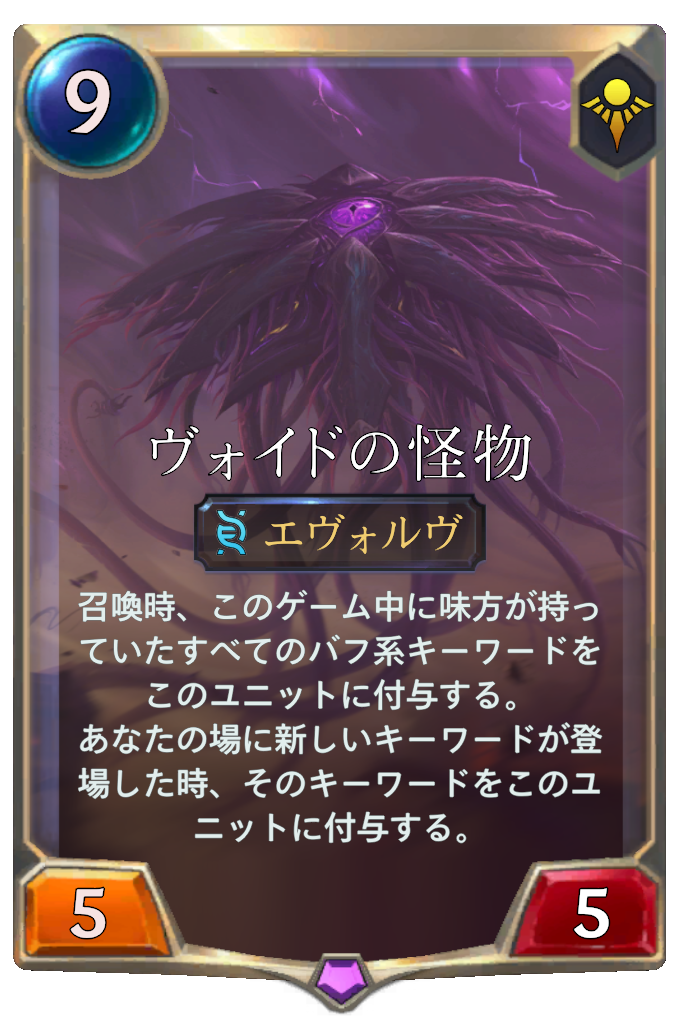 9
ヴォイドの怪物
エヴォルヴ
召喚時、このゲーム中に味方が持っ
ていたすべてのバフ系キーワードを
このユニットに付与する。
あなたの場に新しいキーワードが登
場した時、そのキーワードをこのユ
ニットに付与する。
5
5